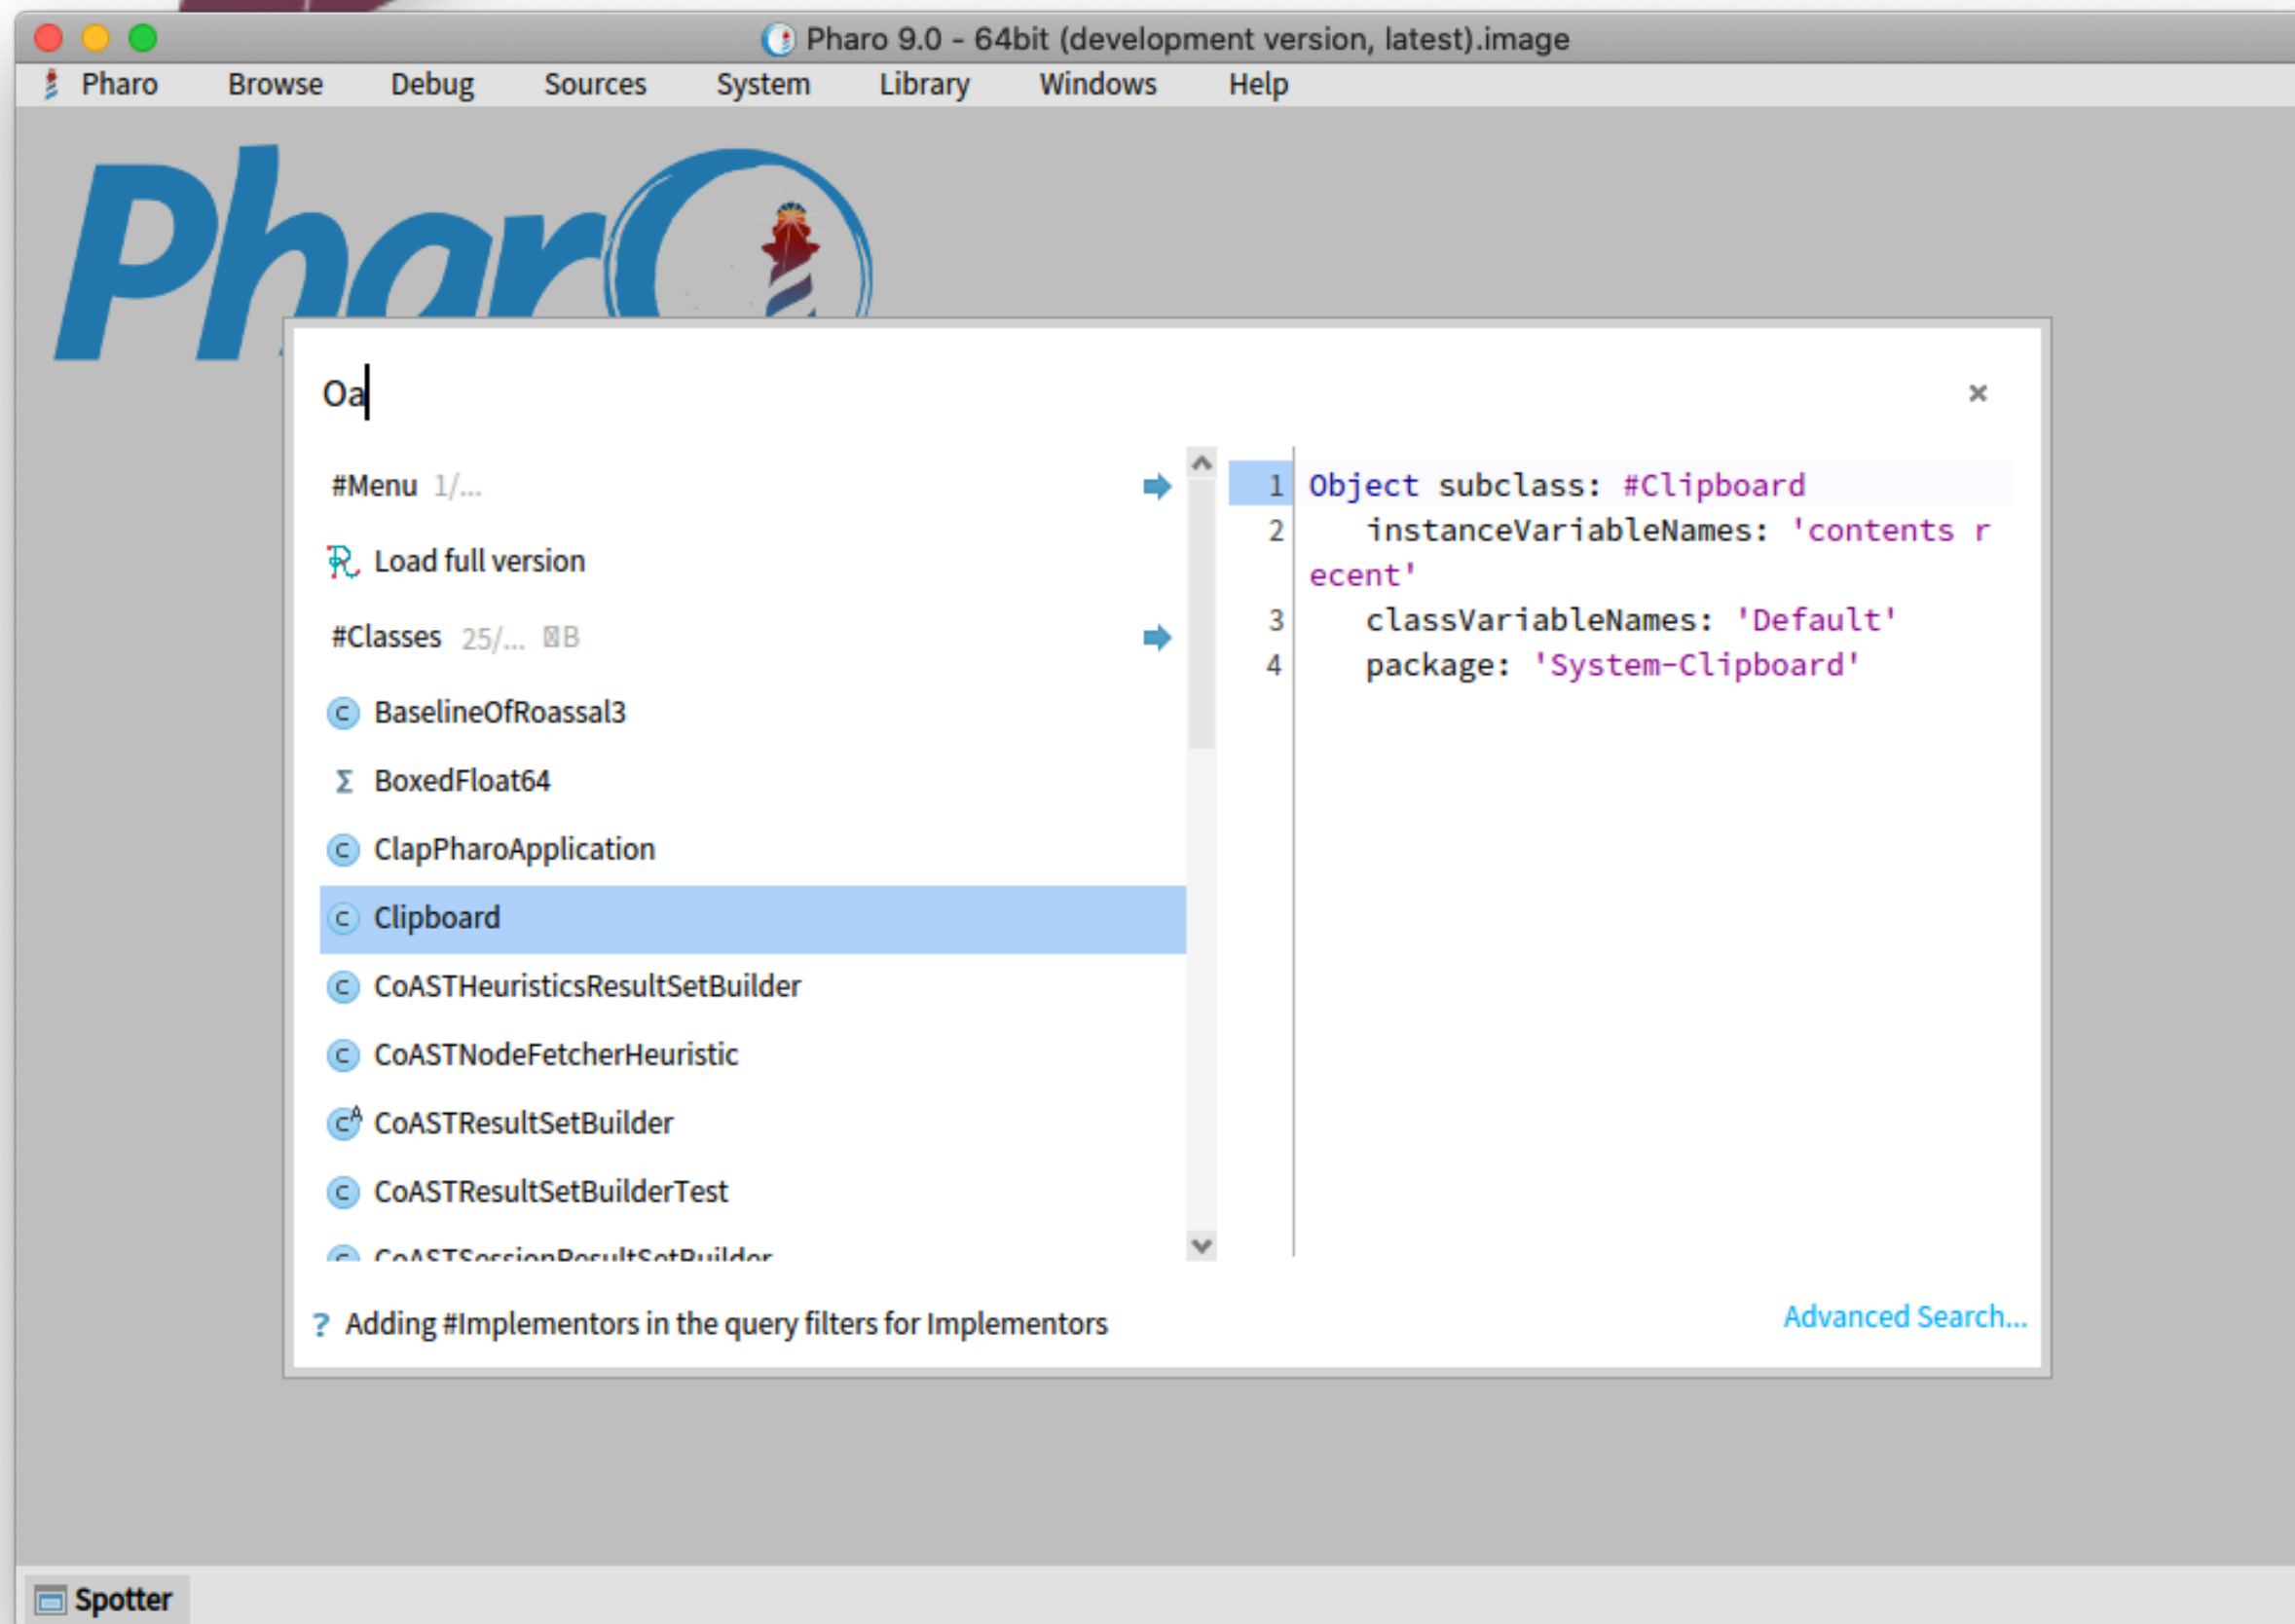 Pharo 9.0 - 64bit (development version, latest).image
Pharo Browse Debug Sources System Library Windows Help
Pharo
Oa
#Menu 1/...
Load full version
#Classes 25/... B
BaselineOfRoassal3
BoxedFloat64
ClapPharoApplication
Clipboard
CoASTHeuristicsResultSetBuilder
CoASTNodeFetcherHeuristic
CoASTResultSetBuilder
CoASTResultSetBuilderTest
CoASTSessionResultSetBuilder
1 Object subclass: #Clipboard
2 instanceVariableNames: 'contents r
ecent'
3 classVariableNames: 'Default'
4 package: 'System-Clipboard'
? Adding #Implementors in the query filters for Implementors
Advanced Search...
Spotter